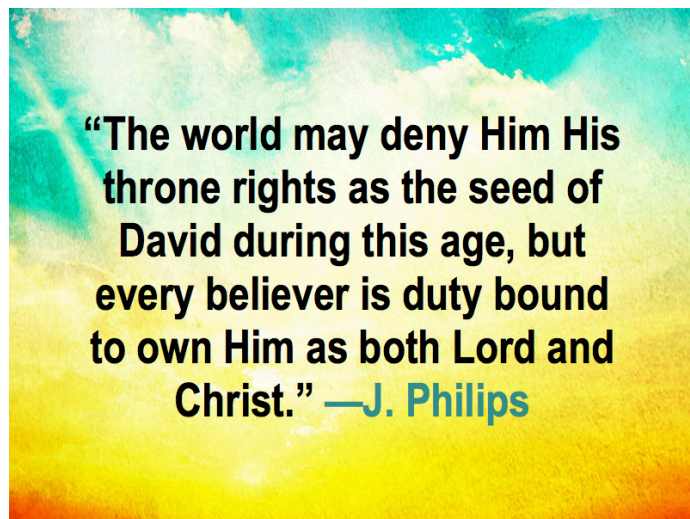 “The world may deny Him His
throne rights as the seed of
David during this age, but
every believer is duty bound
to own Him as both Lord and
Christ.” —J. Philips